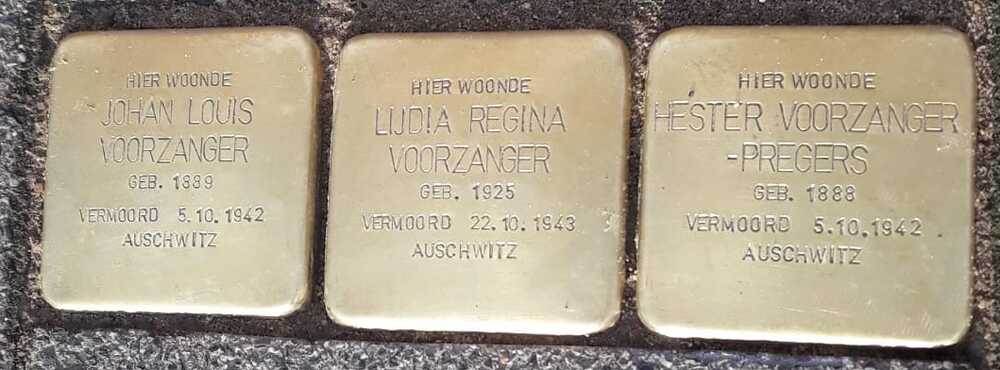 HIER WOONDE
JOHAN LOUIS
VOORZANGER
GEB. 1889
VERMOORD 5.10.1942
AUSCHWITZ
HIER WOONDE
LIJDIA REGINA
VOORZANGER
GEB. 1925
VERMOORD 22.10.1943
AUSCHWITZ
HIER WOONDE
HESTER VOORZANGER
-PREGERS
GEB. 1888
VERMOORD 5.10.1942
AUSCHWITZ